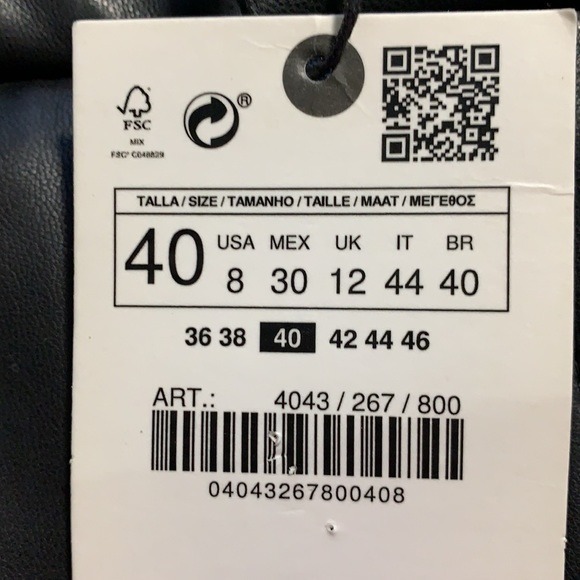 ®
FSC
MIX
FSC® C048829
TALLA / SIZE / TAMANHO / TAILLE / MAAT / ΜΕΓΕΘΟΣ
40
USA MEX UK IT BR
8 30 12 44 40
36 38 40 42 44 46
ART.: 4043 / 267 / 800
04043267800408